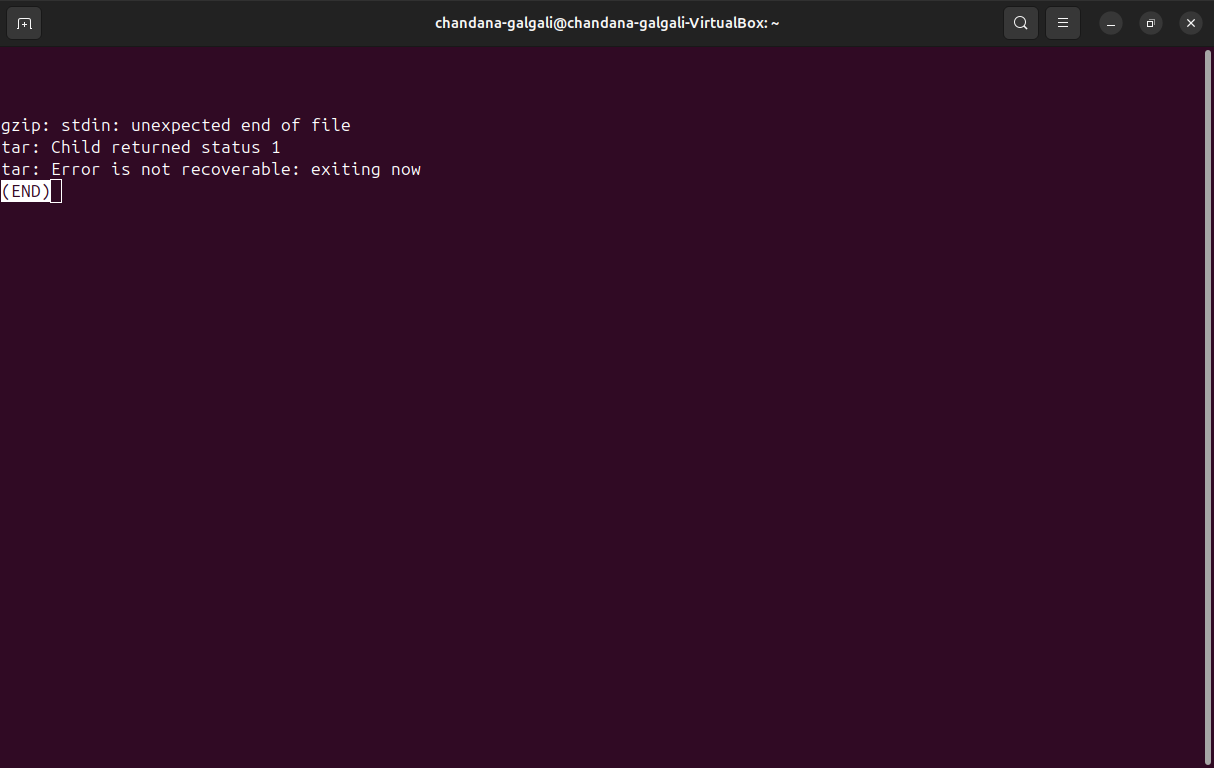 chandana-galgali@chandana-galgali-VirtualBox: ~
gzip: stdin: unexpected end of file
tar: Child returned status 1
tar: Error is not recoverable: exiting now
(END)